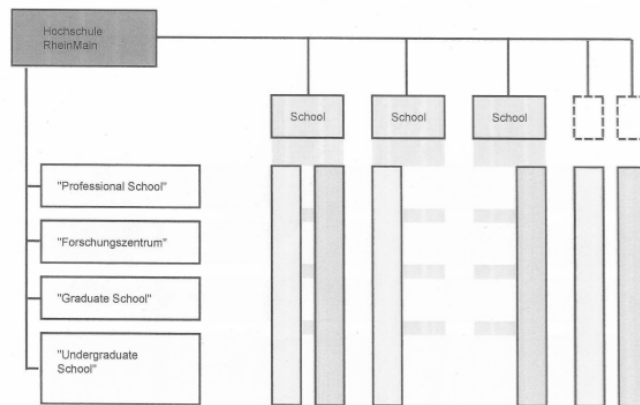 Hochschule
RheinMain
School
School
School
"Professional School"
"Forschungszentrum"
"Graduate School"
"Undergraduate
School"